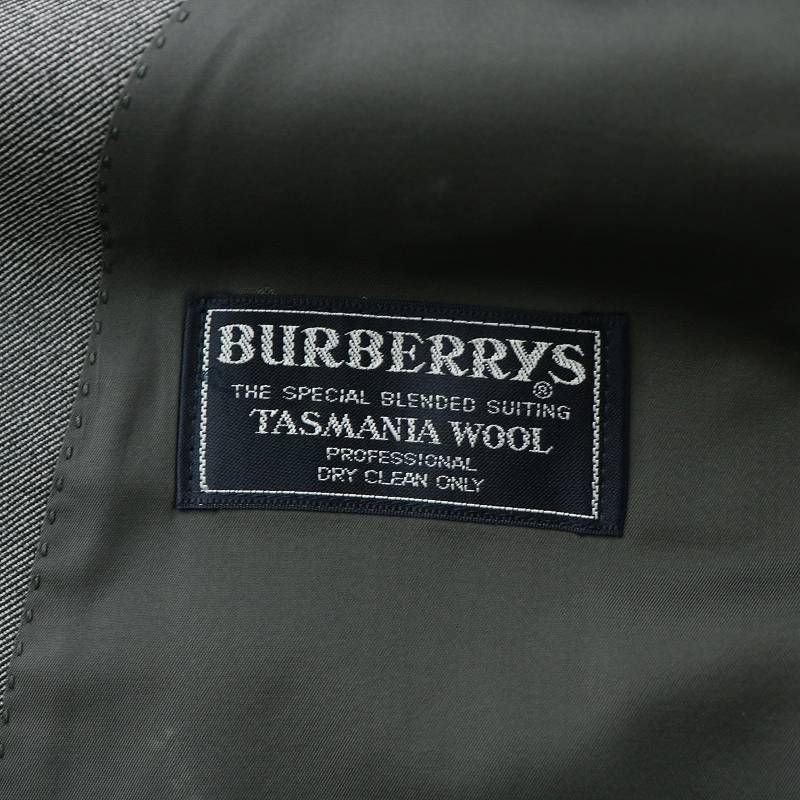 BURBERRYS®
THE SPECIAL BLENDED SUITING
TASMANIA WOOL
PROFESSIONAL
DRY CLEAN ONLY